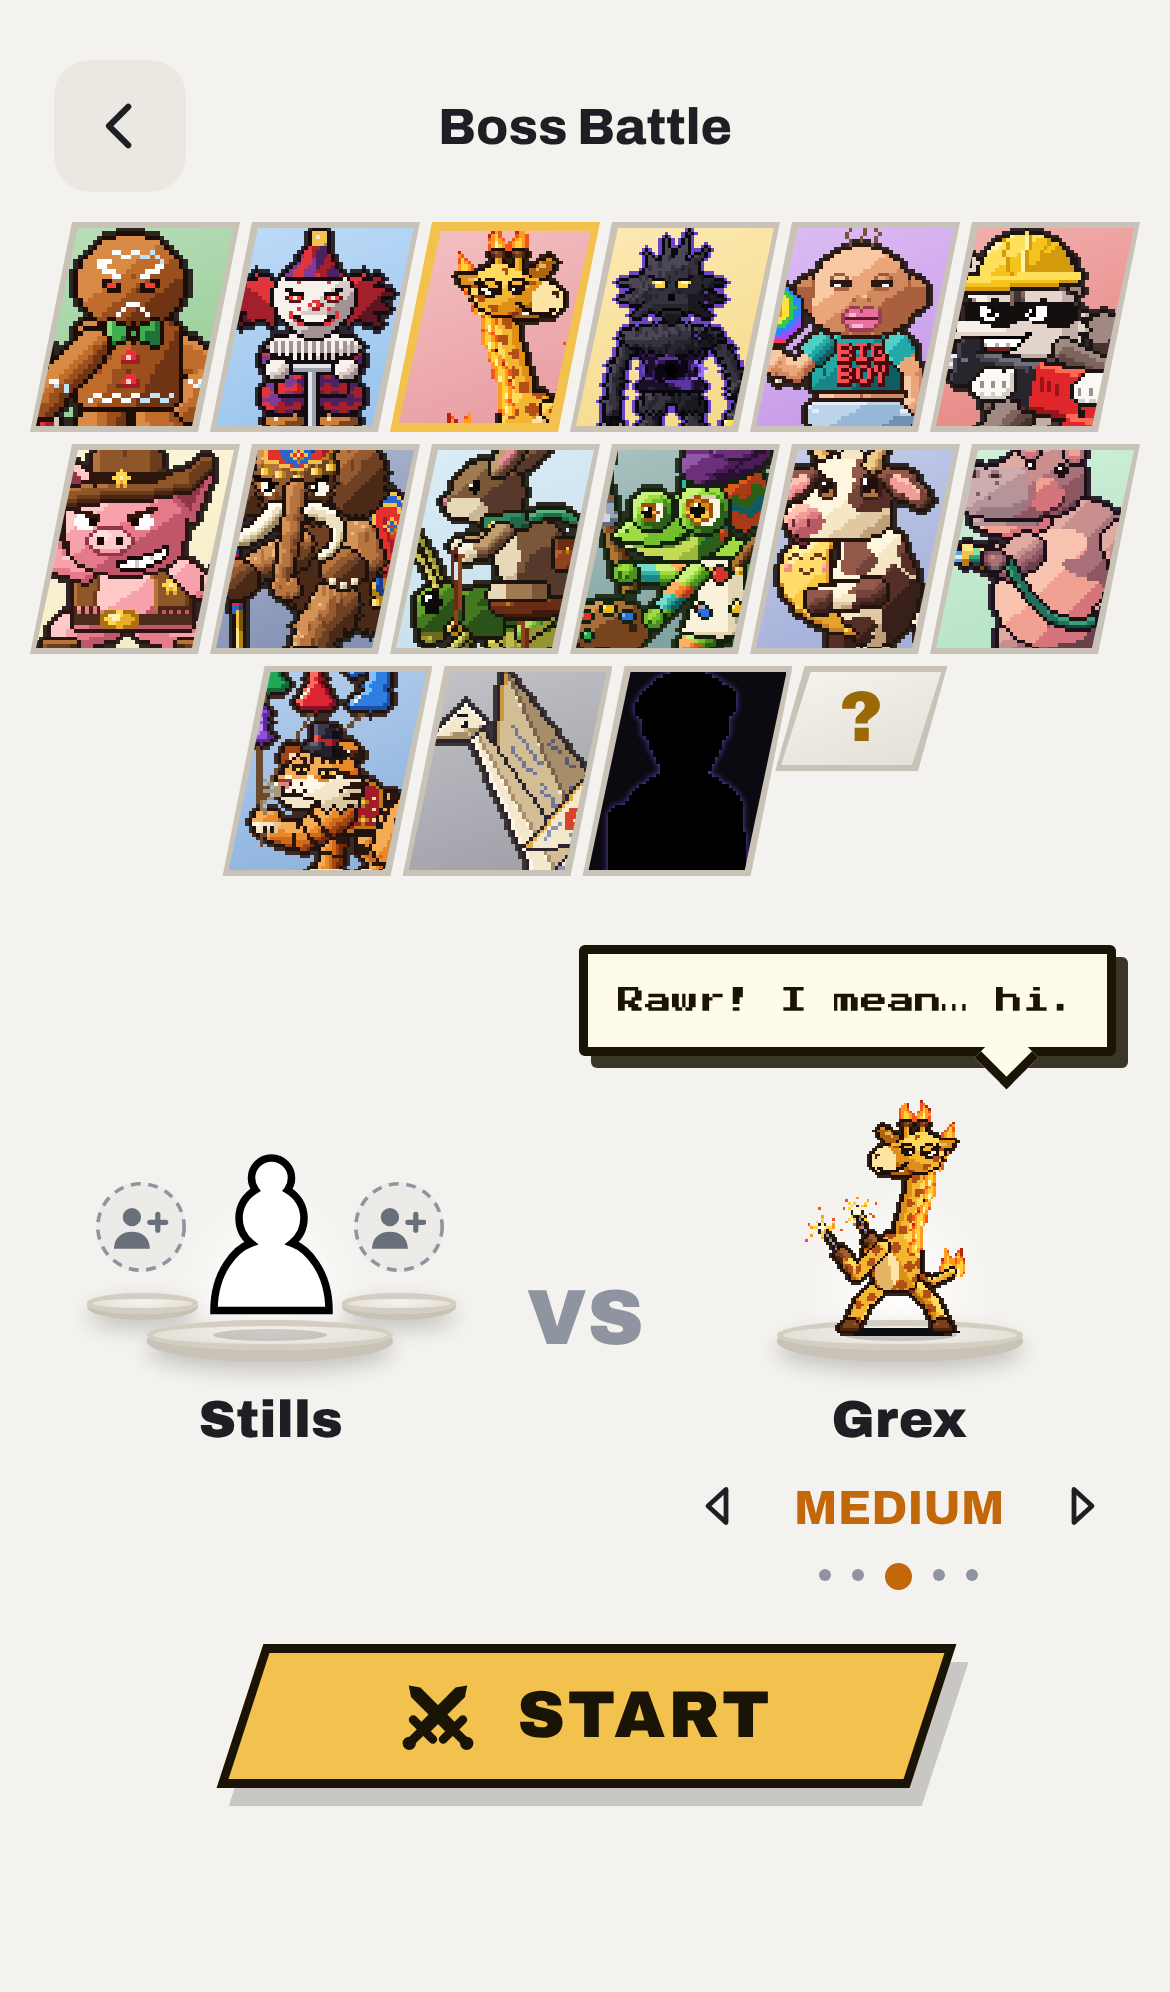 Boss Battle
BIG
BOY
?
Rawr! I mean... hi.
VS
Stills
Grex
MEDIUM
START